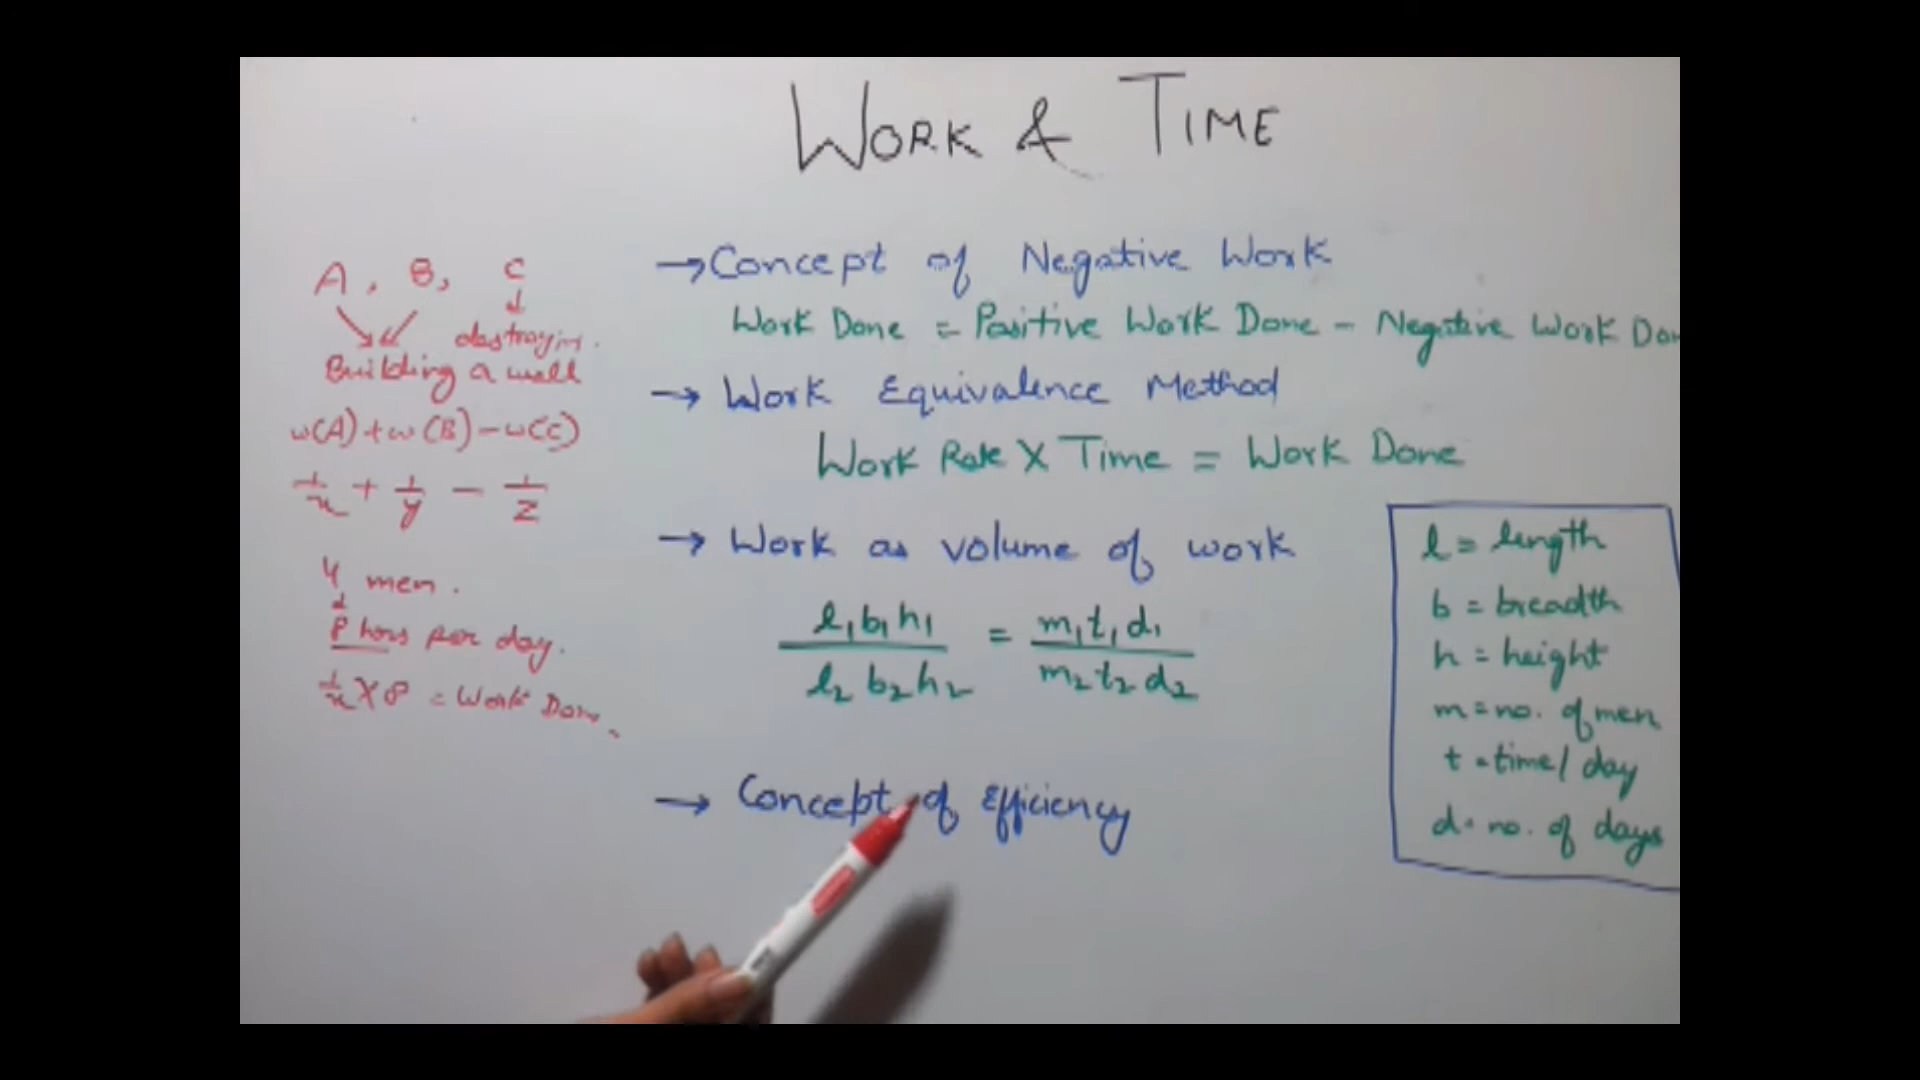 WORK & TIME
A, B, C
destroying.
Building a wall
w(A)+w(B)-w(C)
1/x + 1/y - 1/z
4 men.
8 hors per day.
1/x X 8 = Work Don
→ Concept of Negative Work
Work Done = Positive Work Done - Negative Work Don
→ Work Equivalence Method
Work Rate X Time = Work Done
→ Work as volume of work
l₁b₁h₁ / l₂b₂h₂ = m₁t₁d₁ / m₂t₂d₂
→ Concept of Efficiency
l = length
b = breadth
h = height
m = no. of men
t = time/day
d = no. of days